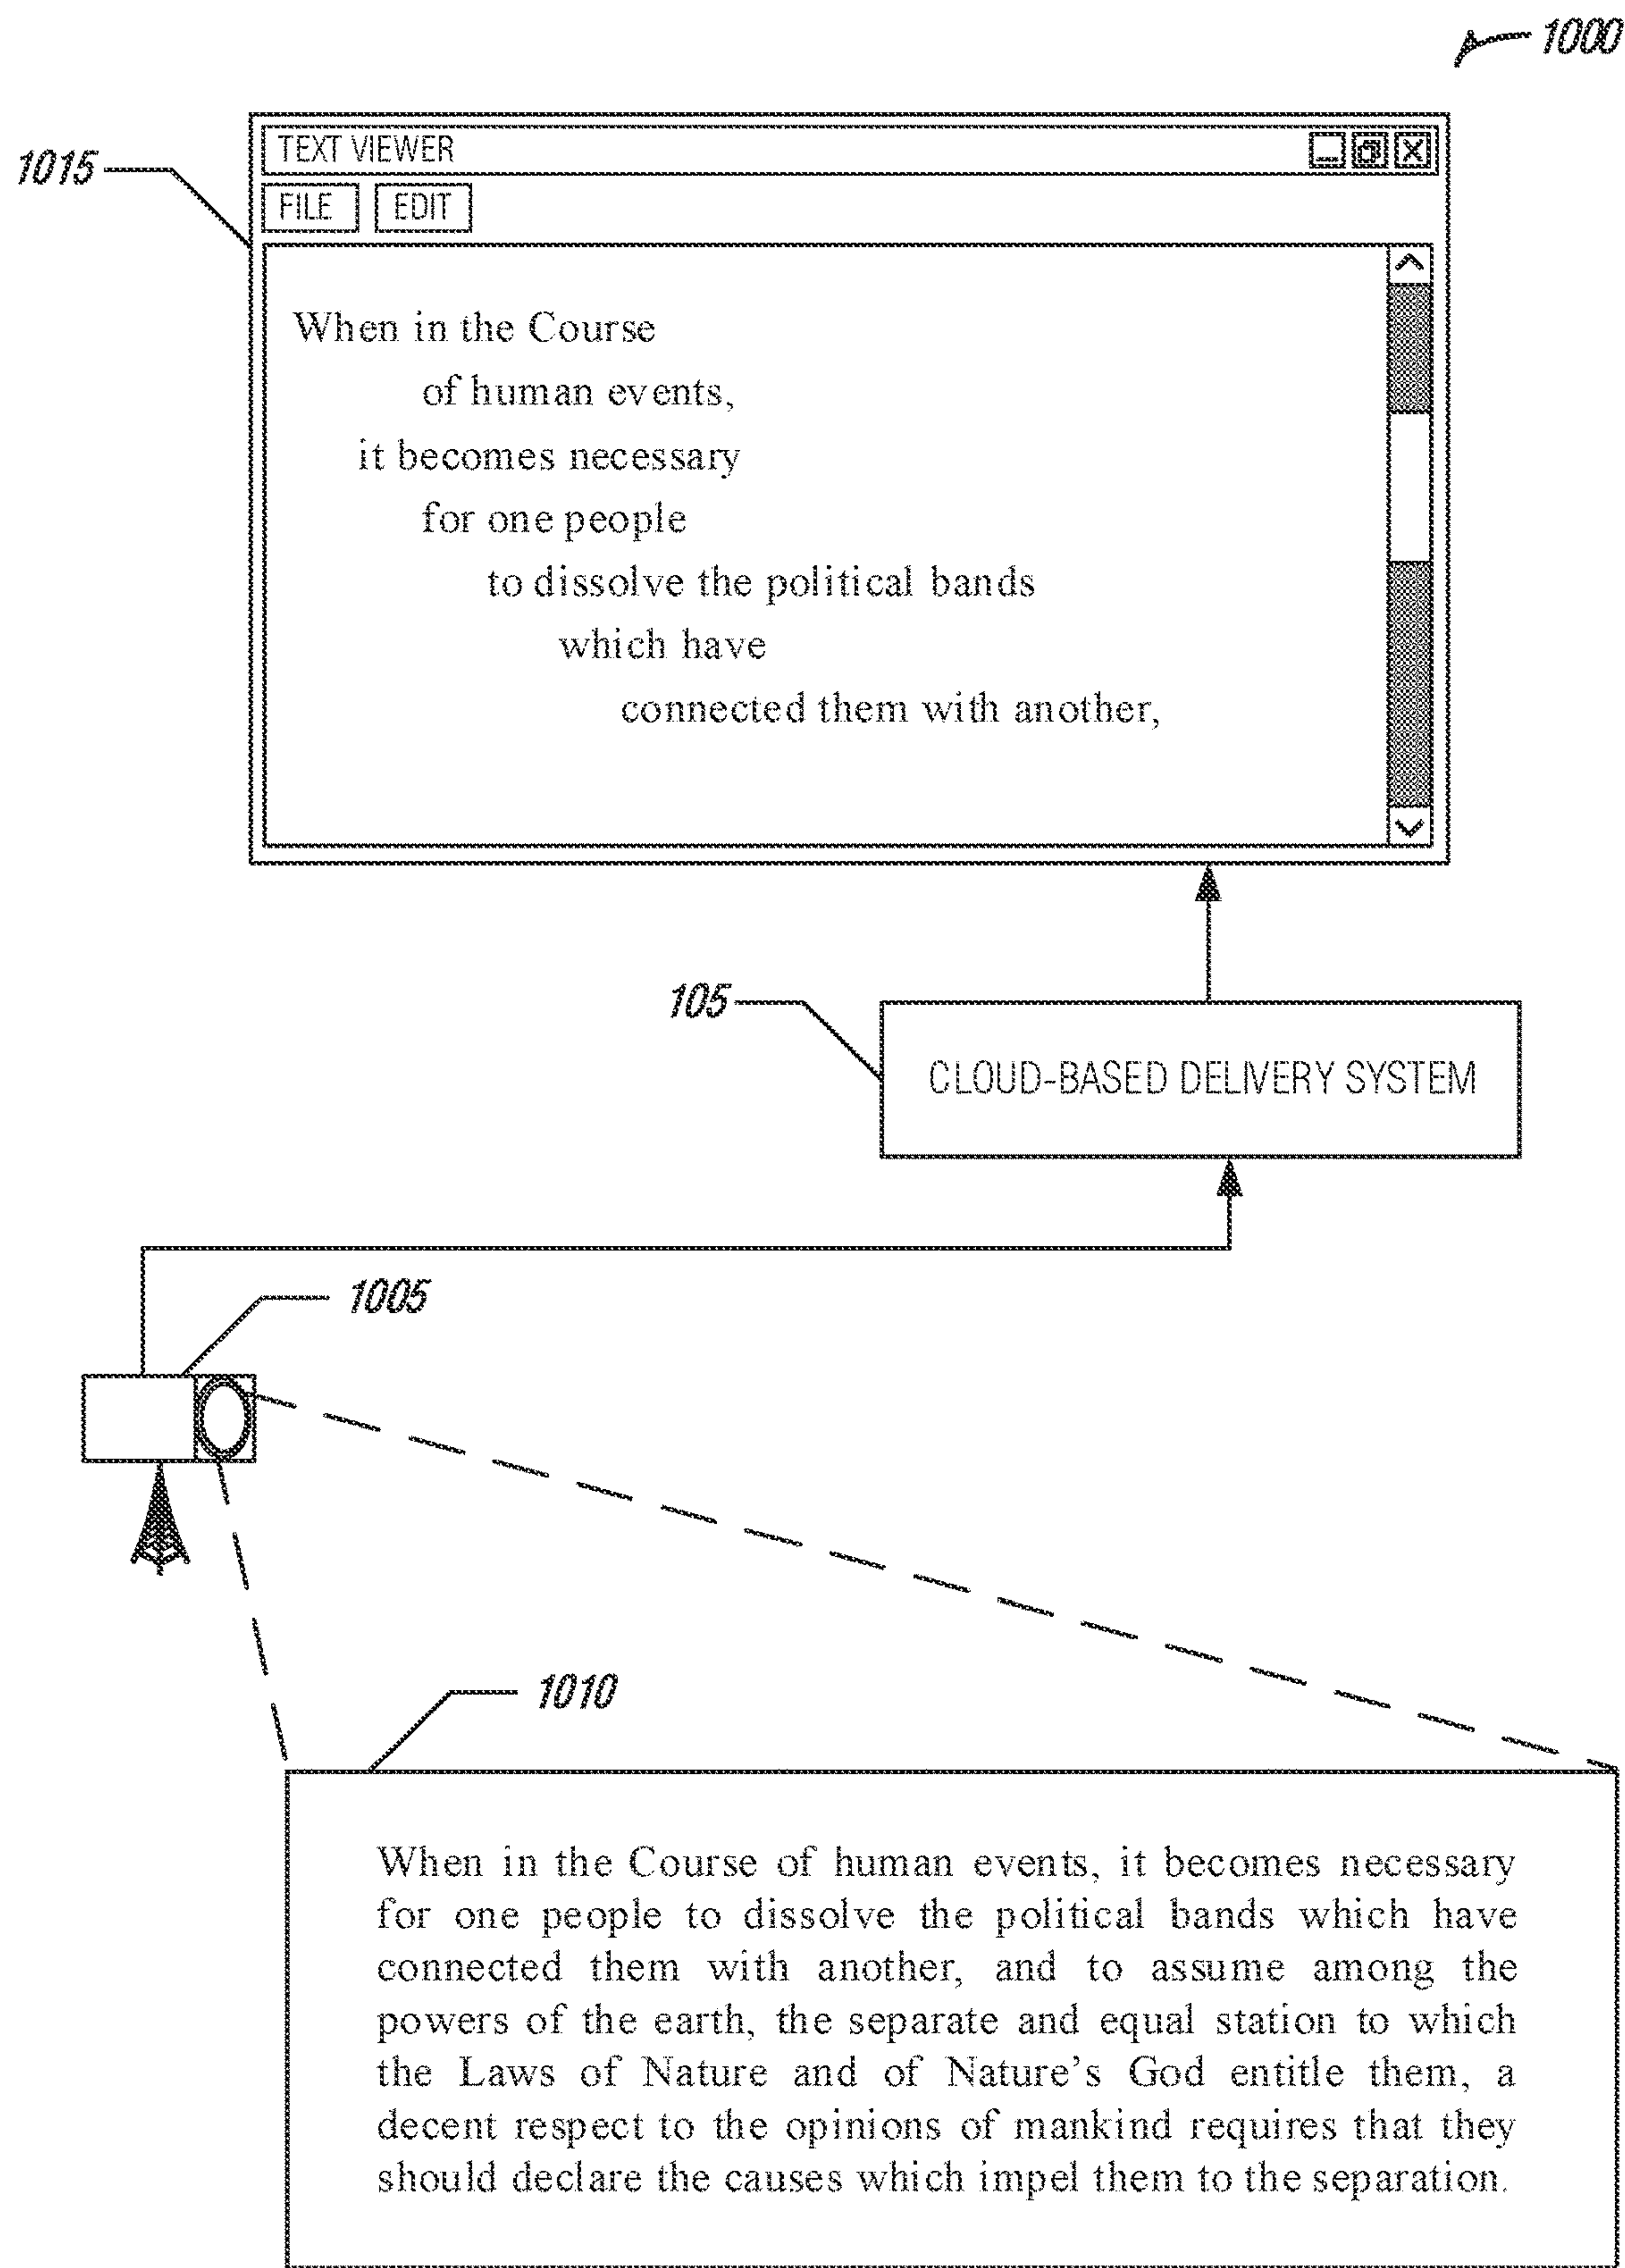 1000
1015
TEXT VIEWER
FILE EDIT
When in the Course
of human events,
it becomes necessary
for one people
to dissolve the political bands
which have
connected them with another,
105
CLOUD-BASED DELIVERY SYSTEM
1005
1010
When in the Course of human events, it becomes necessary
for one people to dissolve the political bands which have
connected them with another, and to assume among the
powers of the earth, the separate and equal station to which
the Laws of Nature and of Nature's God entitle them, a
decent respect to the opinions of mankind requires that they
should declare the causes which impel them to the separation.